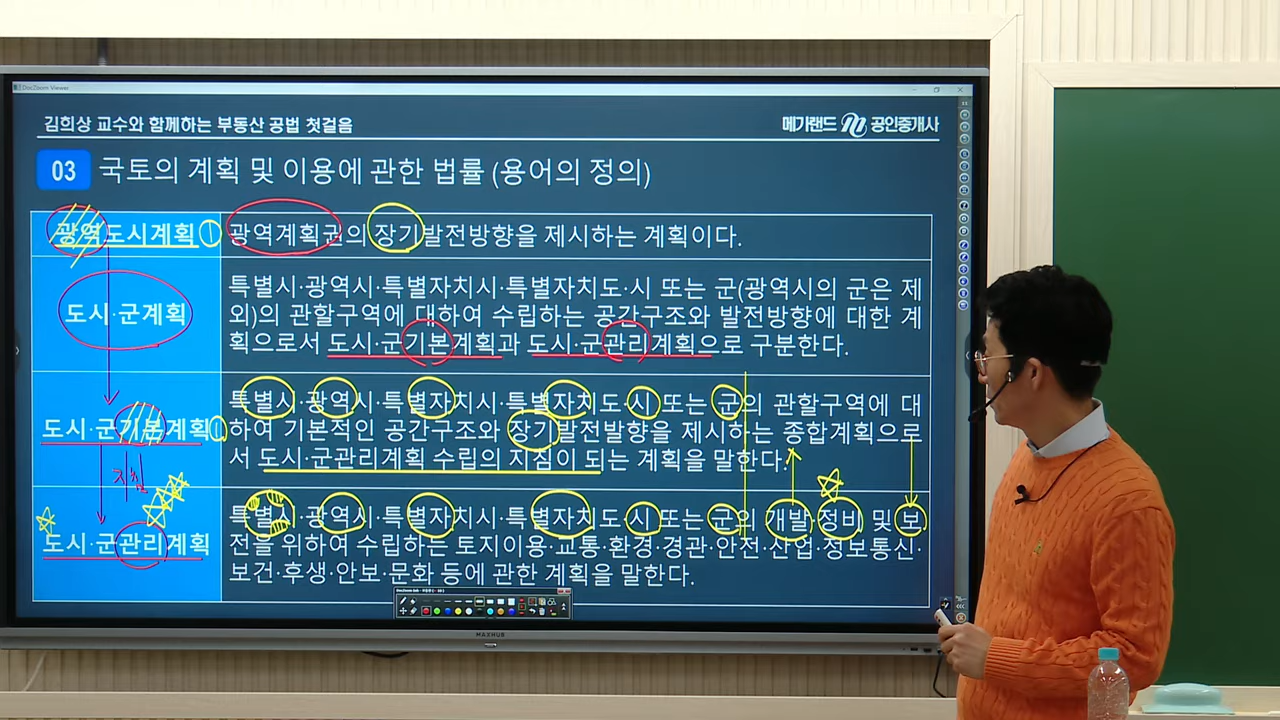 DocZoom Viewer
김희상 교수와 함께하는 부동산 공법 첫걸음
메가랜드 공인중개사
03 국토의 계획 및 이용에 관한 법률 (용어의 정의)
광역도시계획
광역계획권의 장기발전방향을 제시하는 계획이다.
도시·군계획
특별시·광역시·특별자치시·특별자치도·시 또는 군(광역시의 군은 제
외)의 관할구역에 대하여 수립하는 공간구조와 발전방향에 대한 계
획으로서 도시·군기본계획과 도시·군관리계획으로 구분한다.
도시·군기본계획
특별시·광역시·특별자치시·특별자치도·시 또는 군의 관할구역에 대
하여 기본적인 공간구조와 장기발전발향을 제시하는 종합계획으로
서 도시·군관리계획 수립의 지침이 되는 계획을 말한다.
지침
도시·군관리계획
특별시·광역시·특별자치시·특별자치도·시 또는 군의 개발·정비 및 보
전을 위하여 수립하는 토지이용·교통·환경·경관·안전·산업·정보통신·
보건·후생·안보·문화 등에 관한 계획을 말한다.
MAXHUB